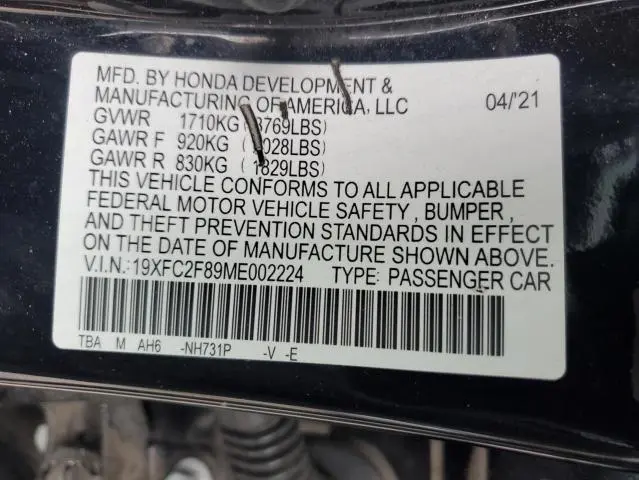 MFD. BY HONDA DEVELOPMENT &
MANUFACTURING OF AMERICA, LLC 04/'21
GVWR 1710KG (3769LBS)
GAWR F 920KG (2028LBS)
GAWR R 830KG (1829LBS)
THIS VEHICLE CONFORMS TO ALL APPLICABLE
FEDERAL MOTOR VEHICLE SAFETY, BUMPER,
AND THEFT PREVENTION STANDARDS IN EFFECT
ON THE DATE OF MANUFACTURE SHOWN ABOVE.
V.I.N.:19XFC2F89ME002224 TYPE: PASSENGER CAR
TBA M AH6 -NH731P -V -E